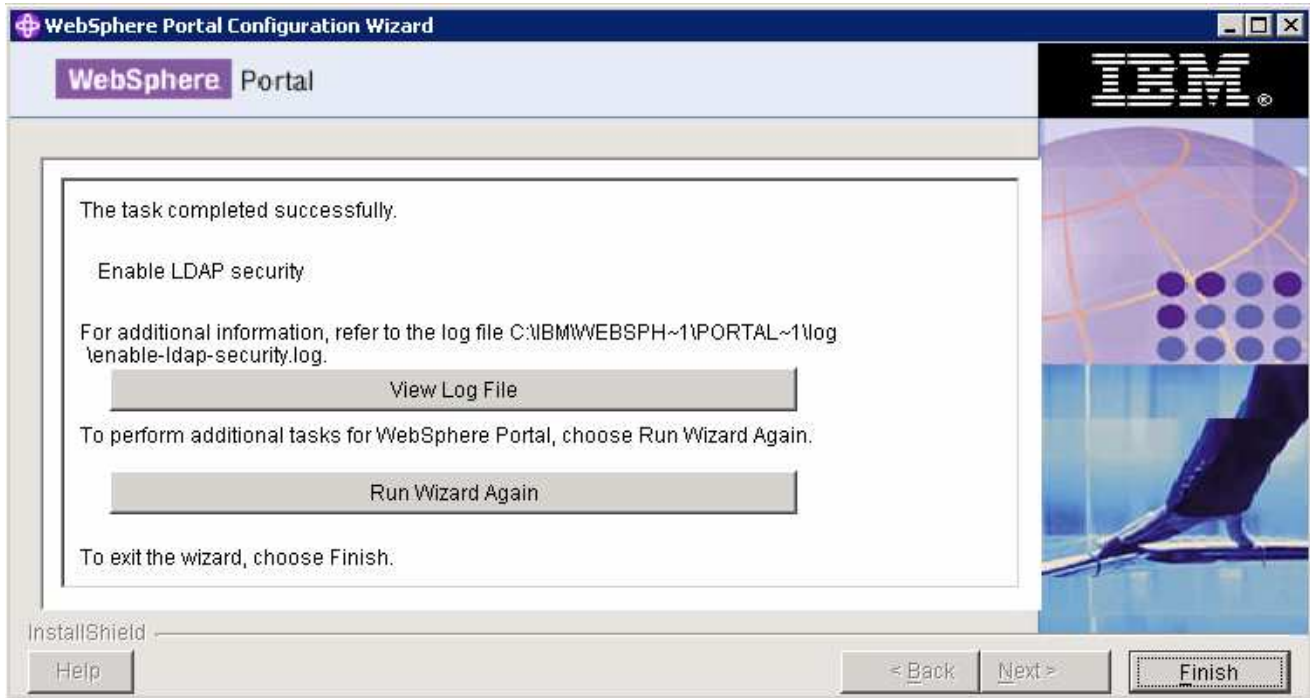 WebSphere Portal Configuration Wizard
WebSphere Portal
IBM®
The task completed successfully.
Enable LDAP security
For additional information, refer to the log file C:\IBM\WEBSPH~1\PORTAL~1\log
\enable-ldap-security.log.
View Log File
To perform additional tasks for WebSphere Portal, choose Run Wizard Again.
Run Wizard Again
To exit the wizard, choose Finish.
InstallShield
Help
< Back
Next >
Finish